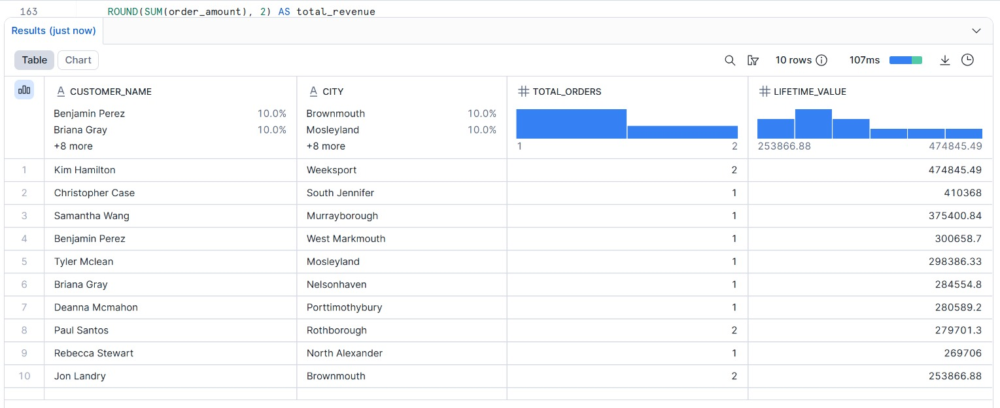 163 ROUND(SUM(order_amount), 2) AS total_revenue
Results (just now)
Table Chart 10 rows 107ms
CUSTOMER_NAME CITY TOTAL_ORDERS LIFETIME_VALUE
Benjamin Perez 10.0% Brownmouth 10.0%
Briana Gray 10.0% Mosleyland 10.0%
+8 more +8 more 1 2 253866.88 474845.49
1 Kim Hamilton Weeksport 2 474845.49
2 Christopher Case South Jennifer 1 410368
3 Samantha Wang Murrayborough 1 375400.84
4 Benjamin Perez West Markmouth 1 300658.7
5 Tyler Mclean Mosleyland 1 298386.33
6 Briana Gray Nelsonhaven 1 284554.8
7 Deanna Mcmahon Porttimothybury 1 280589.2
8 Paul Santos Rothborough 2 279701.3
9 Rebecca Stewart North Alexander 1 269706
10 Jon Landry Brownmouth 2 253866.88